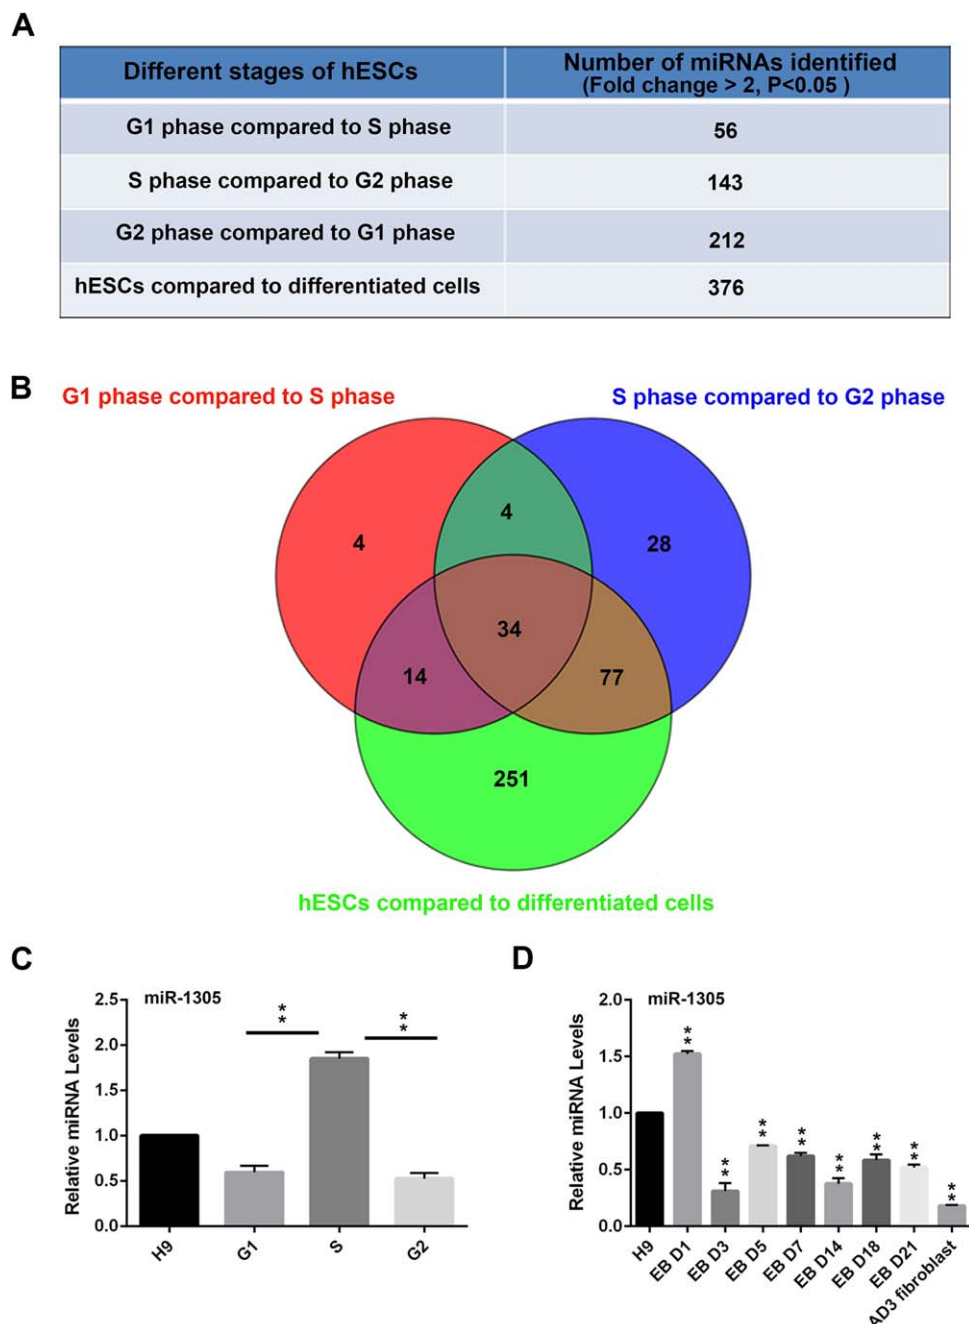 A
Different stages of hESCs
Number of miRNAs identified
(Fold change > 2, P<0.05 )
G1 phase compared to S phase
56
S phase compared to G2 phase
143
G2 phase compared to G1 phase
212
hESCs compared to differentiated cells
376
B
G1 phase compared to S phase
S phase compared to G2 phase
4
4
28
34
14
77
251
hESCs compared to differentiated cells
C
miR-1305
Relative miRNA Levels
2.5
2.0
1.5
1.0
0.5
0.0
**
**
H9
G1
S
G2
D
miR-1305
Relative miRNA Levels
2.0
1.5
1.0
0.5
0.0
**
**
**
**
**
**
**
**
H9
EB D1
EB D3
EB D5
EB D7
EB D14
EB D18
EB D21
AD3 fibroblast